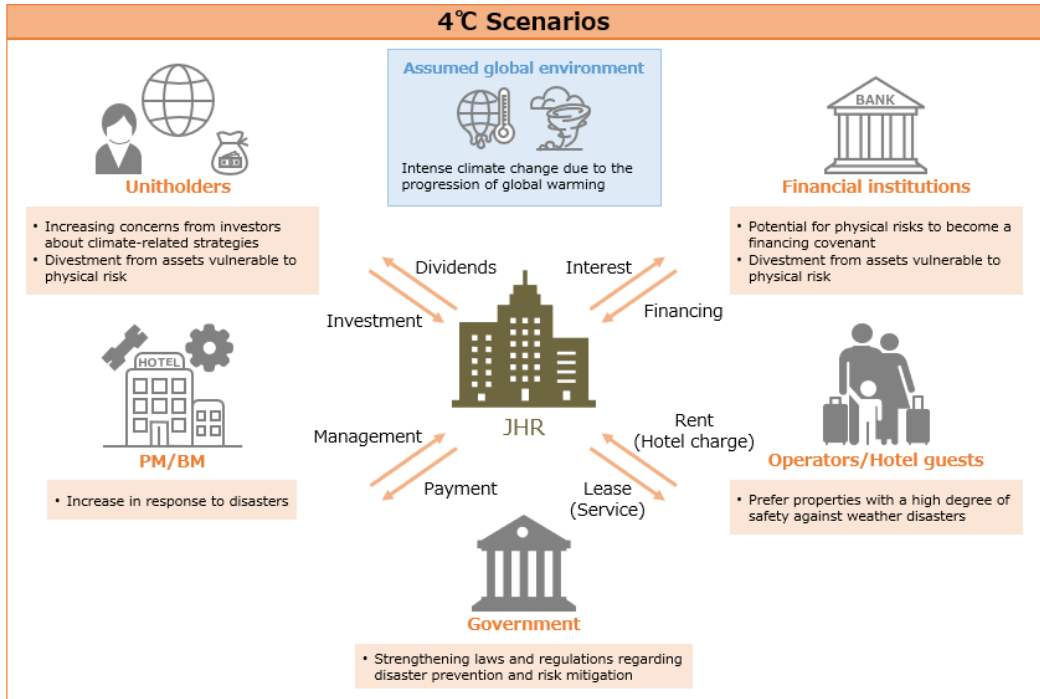 4℃ Scenarios
Assumed global environment
Intense climate change due to the
progression of global warming
Unitholders
• Increasing concerns from investors
about climate-related strategies
• Divestment from assets vulnerable to
physical risk
BANK
Financial institutions
• Potential for physical risks to become a
financing covenant
• Divestment from assets vulnerable to
physical risk
Dividends
Investment
Interest
Financing
JHR
HOTEL
PM/BM
• Increase in response to disasters
Management
Payment
Rent
(Hotel charge)
Lease
(Service)
Operators/Hotel guests
• Prefer properties with a high degree of
safety against weather disasters
Government
• Strengthening laws and regulations regarding
disaster prevention and risk mitigation